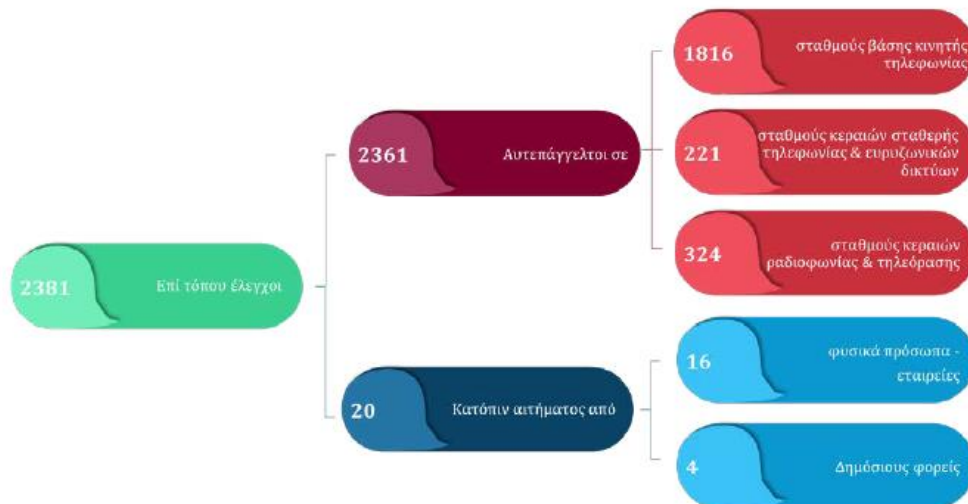 1816
σταθμούς βάσης κινητής
τηλεφωνίας
2361
Αυτεπάγγελτοι σε
221
σταθμούς κεραιών σταθερής
τηλεφωνίας & ευρυζωνικών
δικτύων
324
σταθμούς κεραιών
ραδιοφωνίας & τηλεόρασης
2381
Επί τόπου έλεγχοι
16
φυσικά πρόσωπα -
εταιρείες
20
Κατόπιν αιτήματος από
4
Δημόσιους φορείς